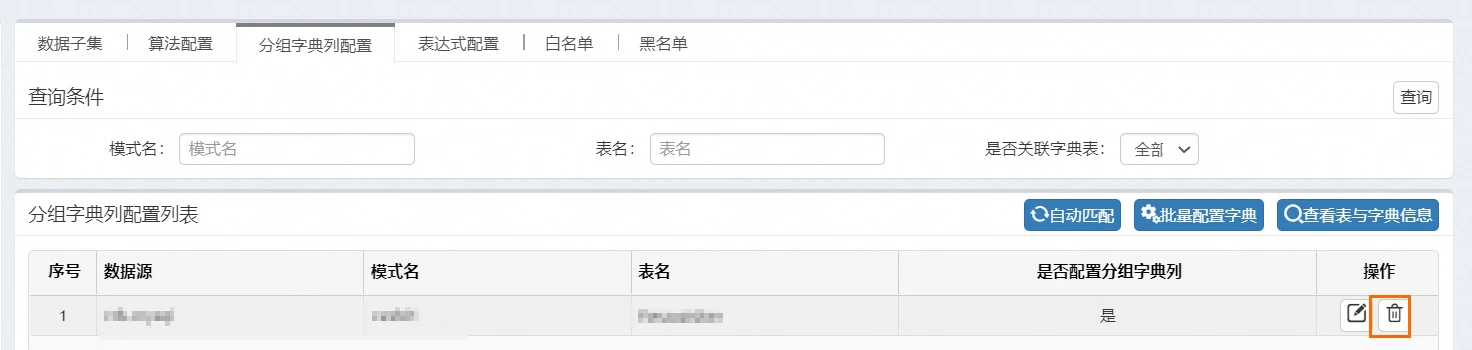 数据子集 算法配置 分组字典列配置 表达式配置 白名单 黑名单
查询条件 查询
模式名： 模式名 表名： 表名 是否关联字典表： 全部
分组字典列配置列表 自动匹配 批量配置字典 查看表与字典信息
序号 数据源 模式名 表名 是否配置分组字典列 操作
1 是